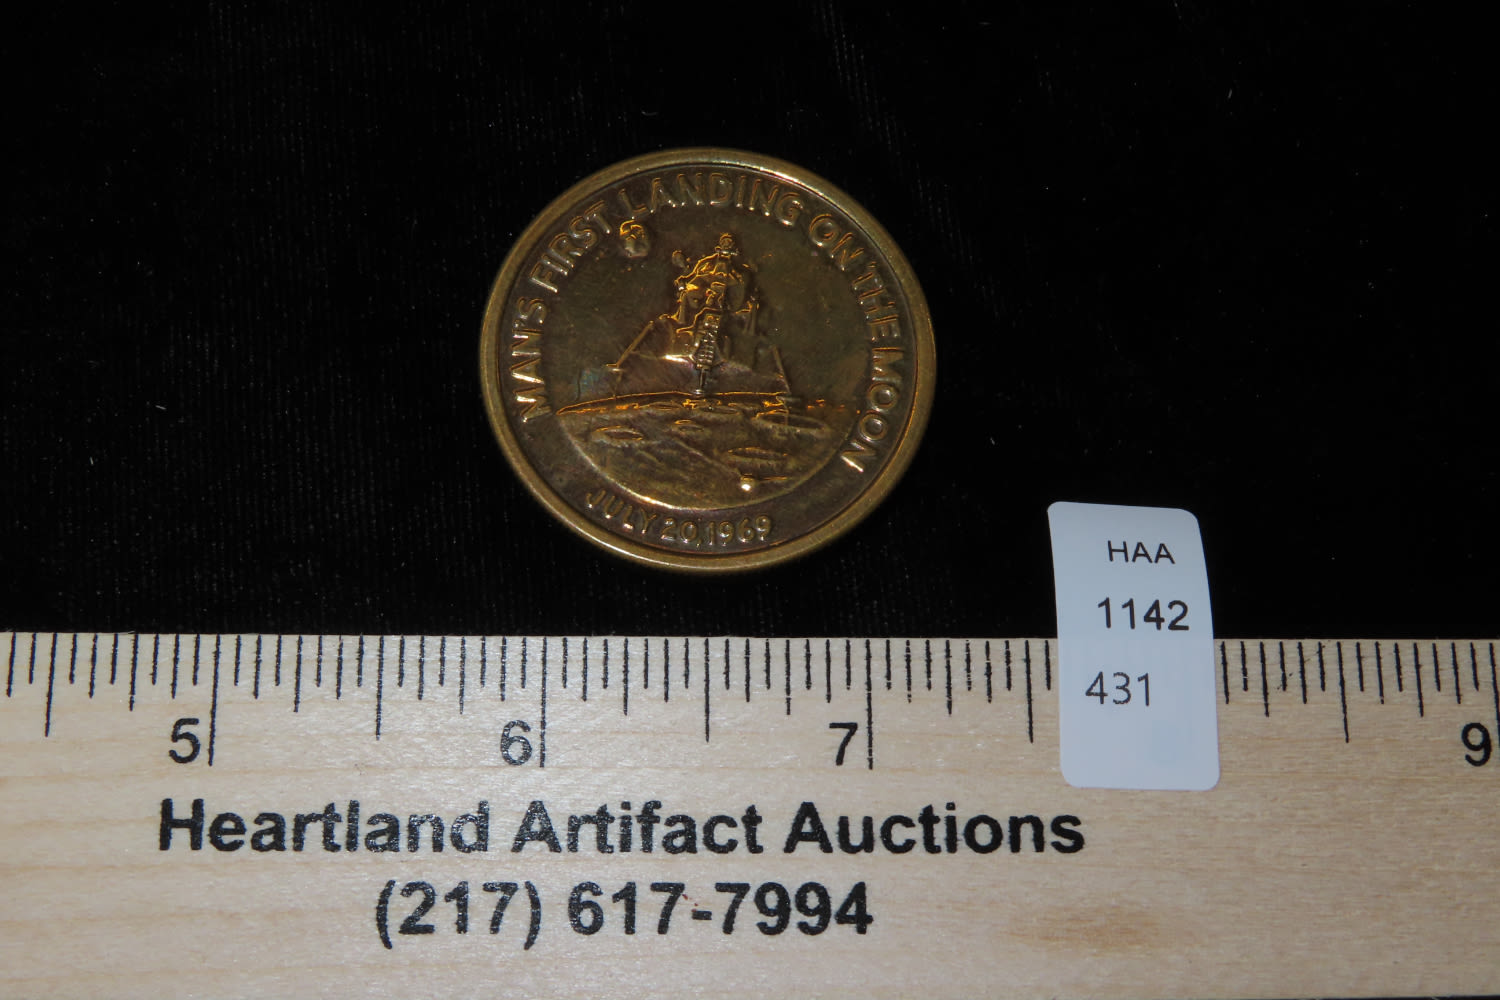 MAN'S FIRST LANDING ON THE MOON
JULY 20, 1969
HAA
1142
431
5 6 7 9
Heartland Artifact Auctions
(217) 617-7994